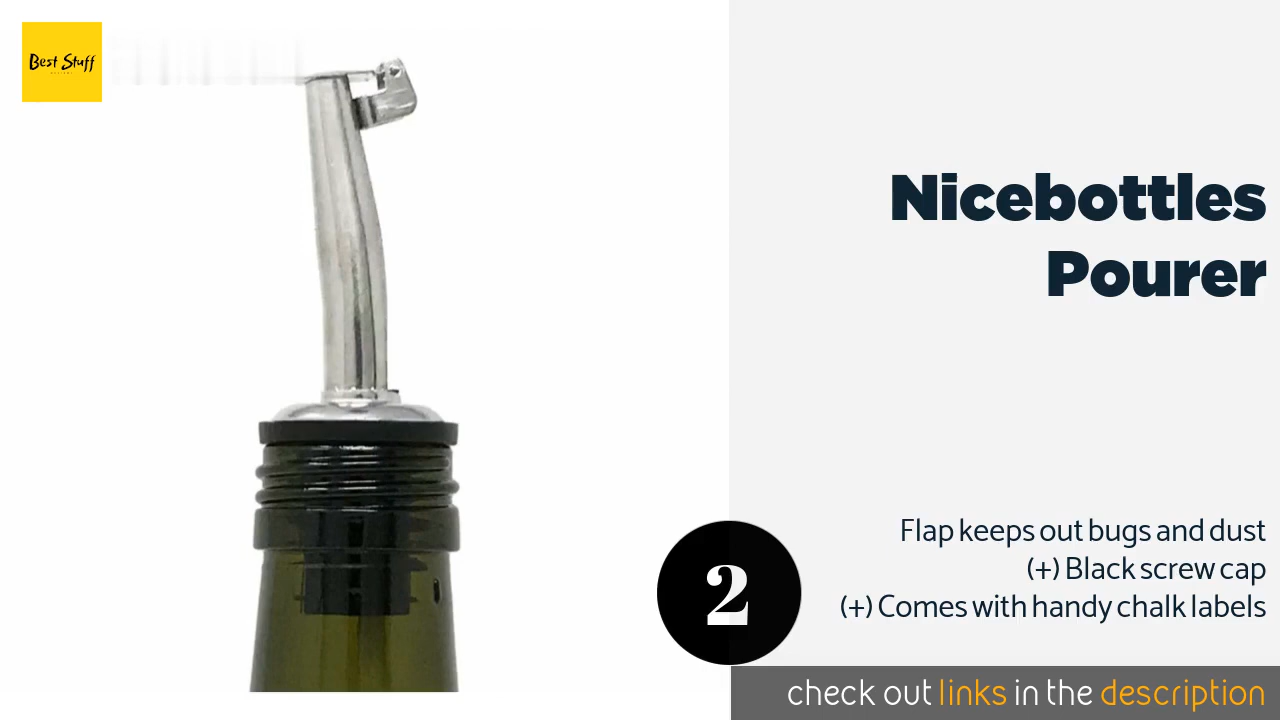 Best Stuff
Nicebottles
Pourer
2
Flap keeps out bugs and dust
(+) Black screw cap
(+) Comes with handy chalk labels
check out links in the description